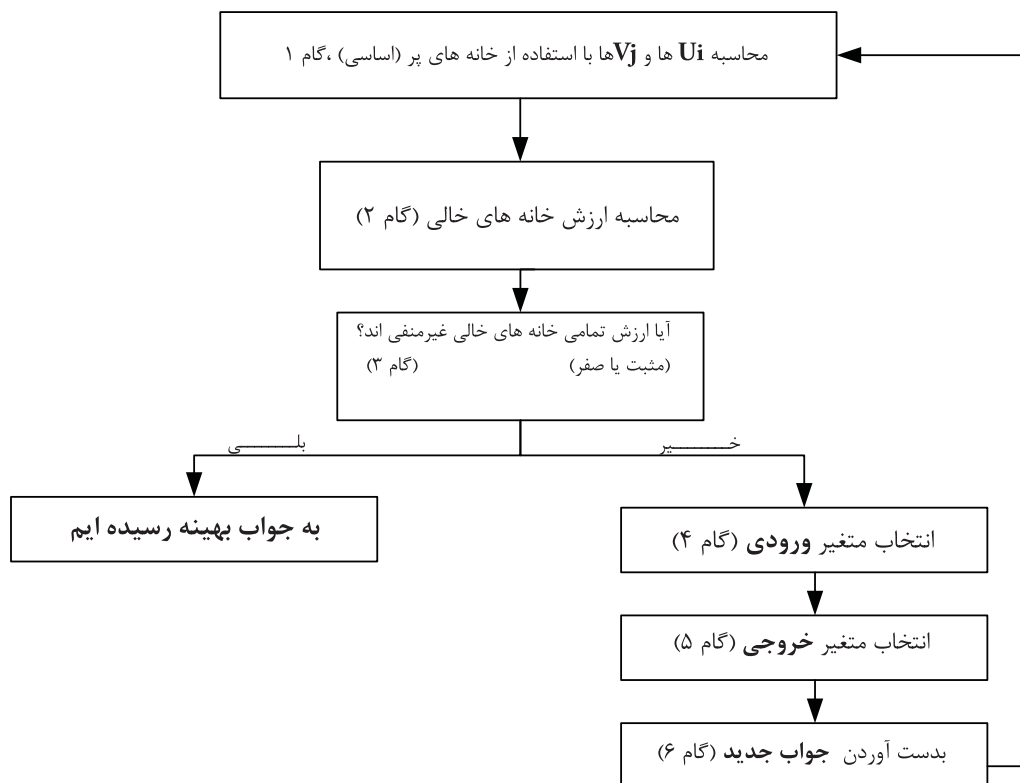 محاسبه Ui ها و Vjها با استفاده از خانه های پر (اساسی) ،گام ۱
محاسبه ارزش خانه های خالی (گام ۲)
آیا ارزش تمامی خانه های خالی غیرمنفی اند؟
(مثبت یا صفر) (گام ۳)
خـــــــیر
بلـــــــی
به جواب بهینه رسیده ایم
انتخاب متغیر ورودی (گام ۴)
انتخاب متغیر خروجی (گام ۵)
بدست آوردن جواب جدید (گام ۶)